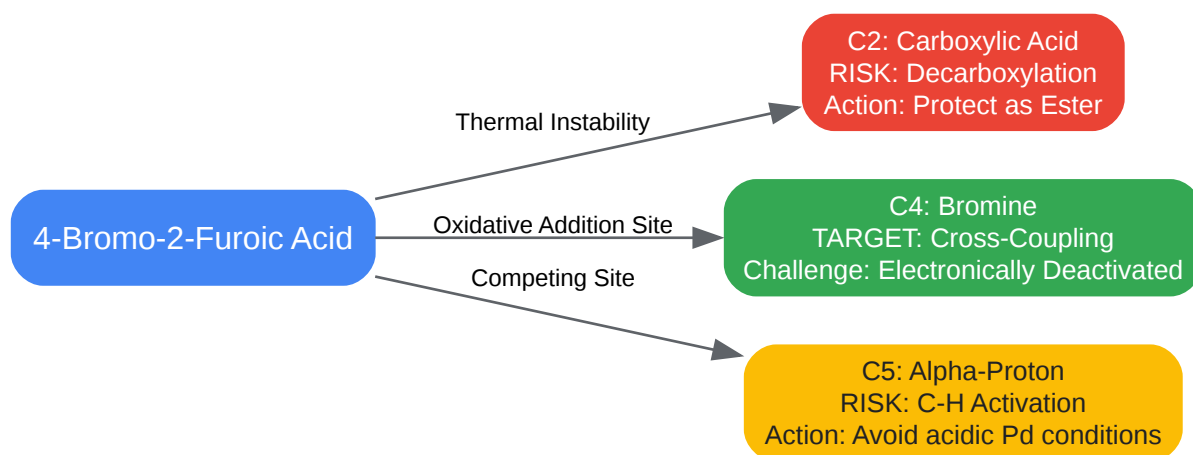 4-Bromo-2-Furoic Acid
Thermal Instability
Oxidative Addition Site
Competing Site
C2: Carboxylic Acid
RISK: Decarboxylation
Action: Protect as Ester
C4: Bromine
TARGET: Cross-Coupling
Challenge: Electronically Deactivated
C5: Alpha-Proton
RISK: C-H Activation
Action: Avoid acidic Pd conditions